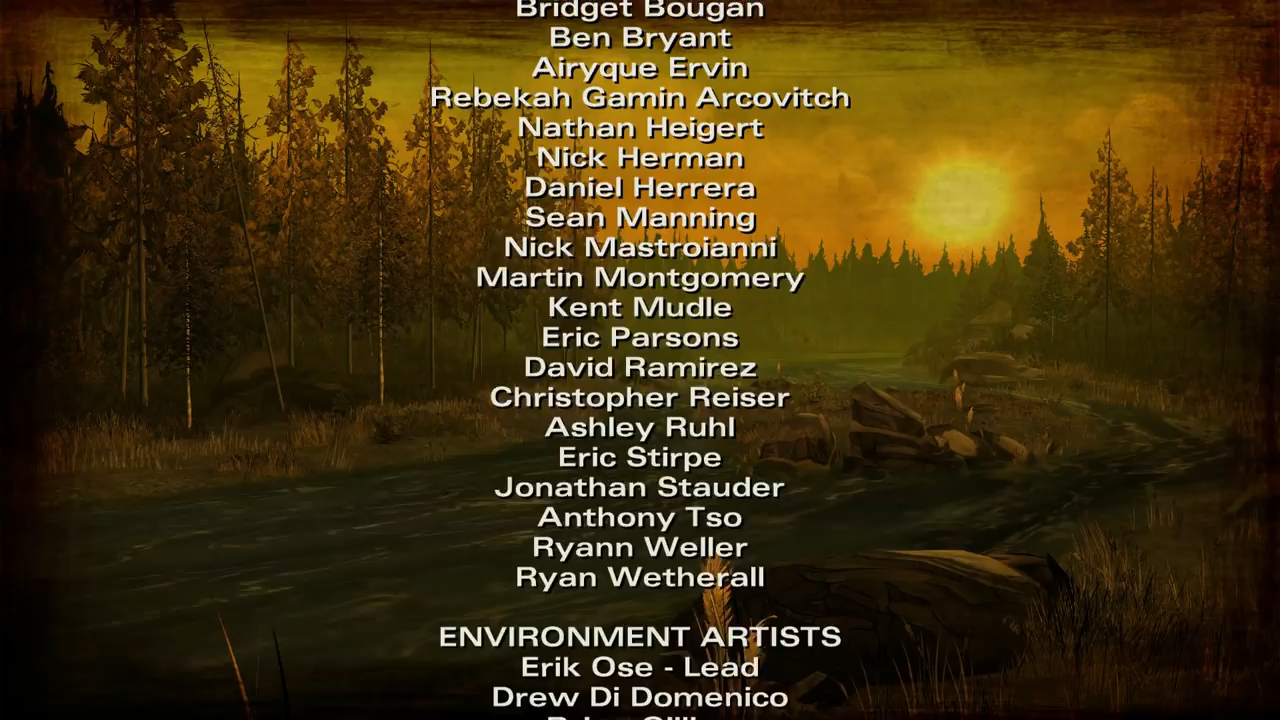 Bridget Bougan
Ben Bryant
Airyque Ervin
Rebekah Gamin Arcovitch
Nathan Heigert
Nick Herman
Daniel Herrera
Sean Manning
Nick Mastroianni
Martin Montgomery
Kent Mudle
Eric Parsons
David Ramirez
Christopher Reiser
Ashley Ruhl
Eric Stirpe
Jonathan Stauder
Anthony Tso
Ryann Weller
Ryan Wetherall
ENVIRONMENT ARTISTS
Erik Ose - Lead
Drew Di Domenico